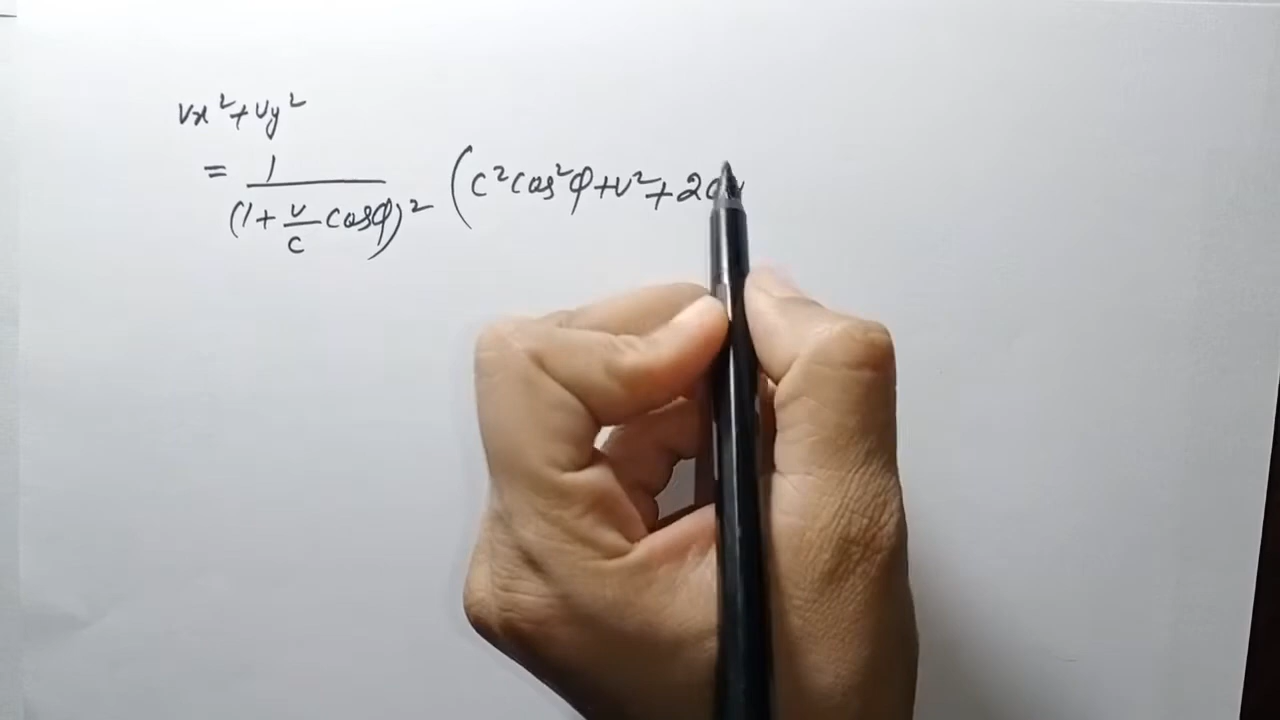 vx²+vy²
= 1/(1+ v/c cosφ)² (c²cos²φ+v²+2c